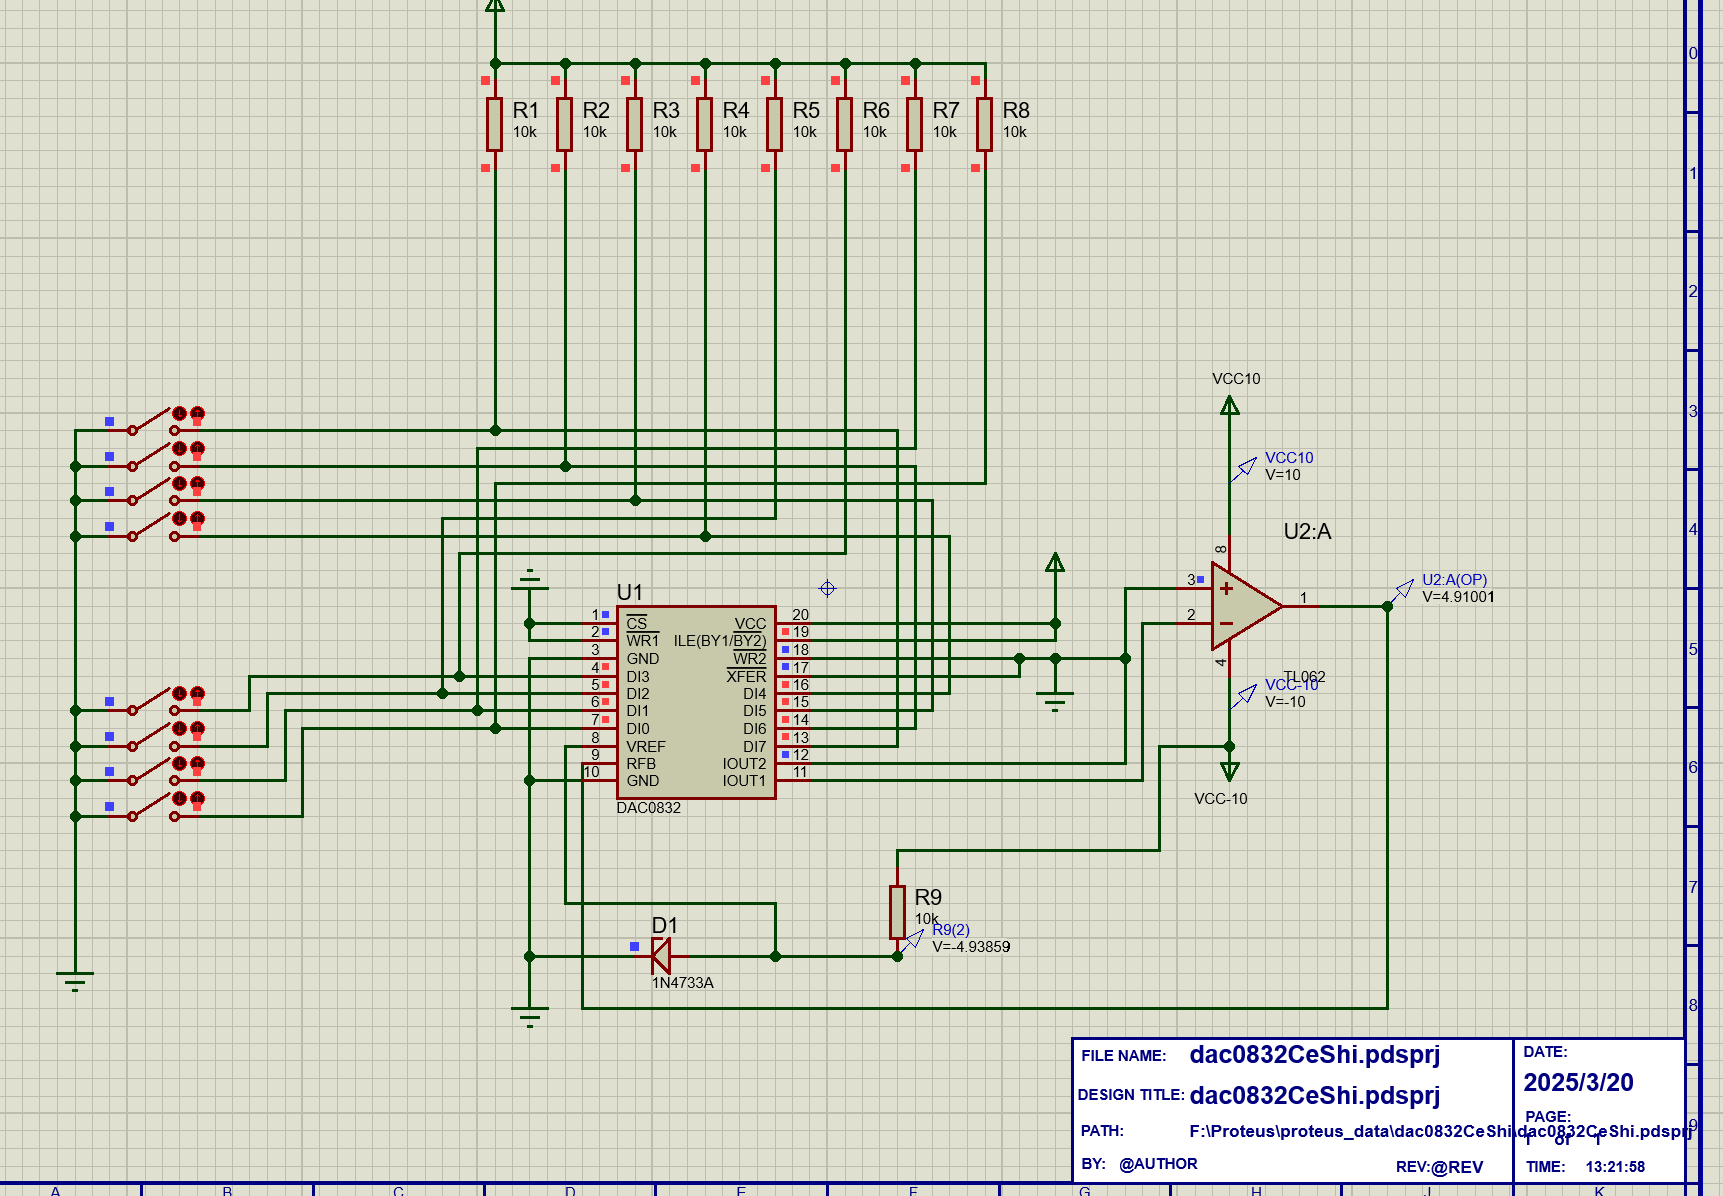 R1
10k
R2
10k
R3
10k
R4
10k
R5
10k
R6
10k
R7
10k
R8
10k
0
1
2
3
4
5
6
7
8
9
VCC10
VCC10
V=10
U2:A
8
3
2
1
4
U2:A(OP)
V=4.91001
TL062
VCC-10
V=-10
VCC-10
U1
1 CS
2 WR1
3 GND
4 DI3
5 DI2
6 DI1
7 DI0
8 VREF
9 RFB
10 GND
VCC 20
ILE(BY1/BY2) 19
WR2 18
XFER 17
DI4 16
DI5 15
DI6 14
DI7 13
IOUT2 12
IOUT1 11
DAC0832
R9
10k
R9(2)
V=-4.93859
D1
1N4733A
FILE NAME: dac0832CeShi.pdsprj
DESIGN TITLE: dac0832CeShi.pdsprj
PATH: F:\Proteus\proteus_data\dac0832CeShi\dac0832CeShi.pdsprj
BY: @AUTHOR
REV:@REV
DATE:
2025/3/20
PAGE:
1 of 1
TIME: 13:21:58
A B C D E F G H J K